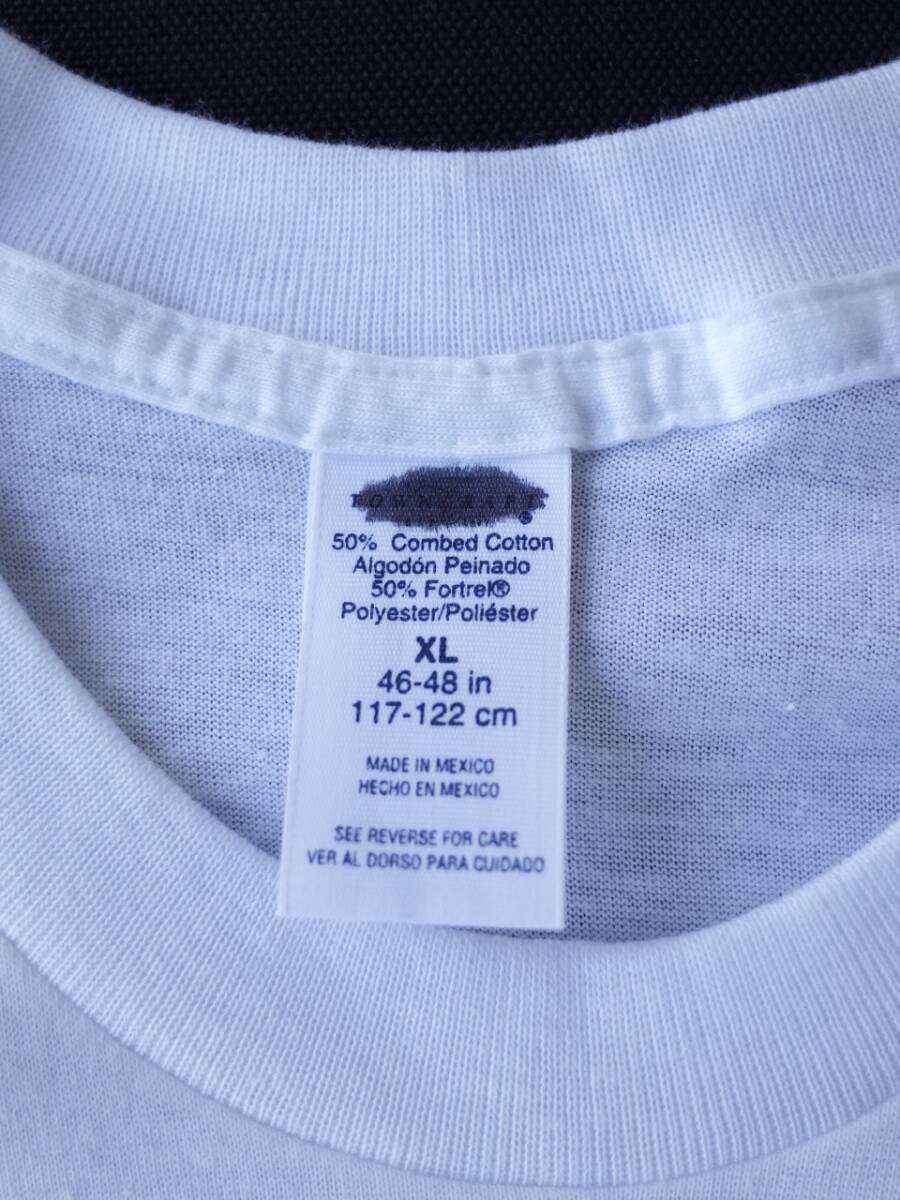 TOWNCRAFT®
50% Combed Cotton
Algodón Peinado
50% Fortrel®
Polyester/Poliéster
XL
46-48 in
117-122 cm
MADE IN MEXICO
HECHO EN MEXICO
SEE REVERSE FOR CARE
VER AL DORSO PARA CUIDADO